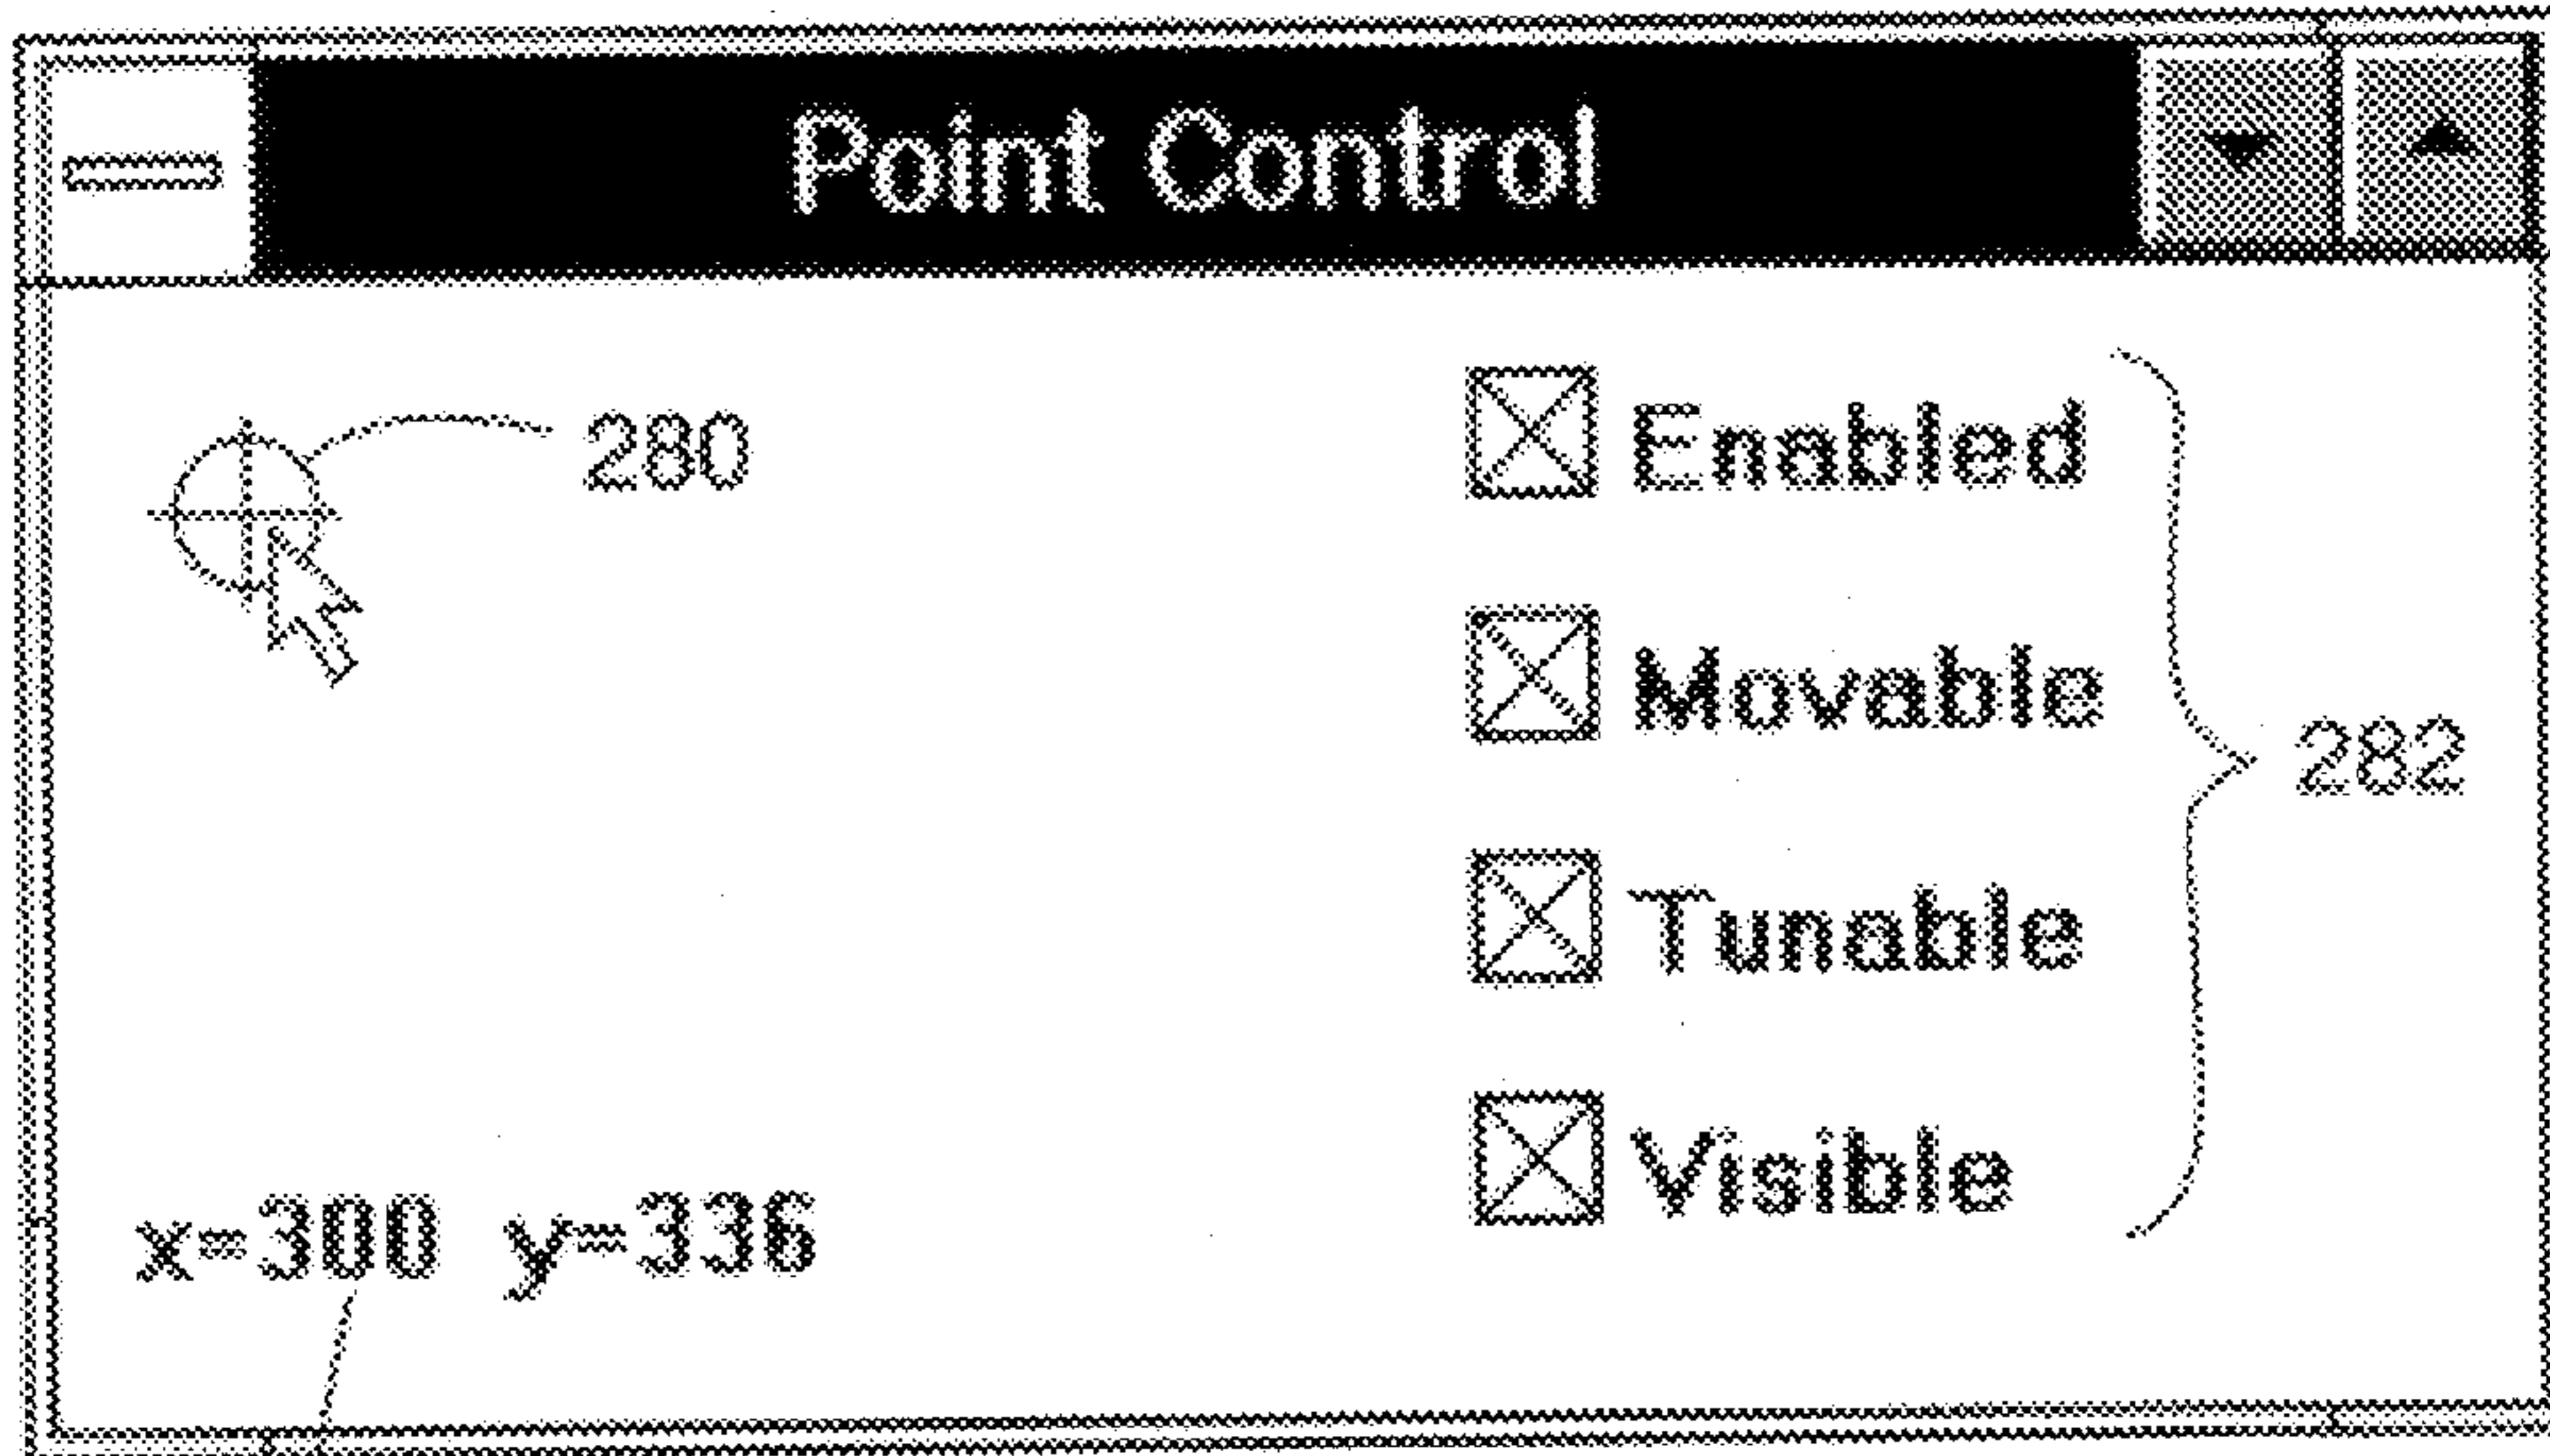 Point Control
280
Enabled
Movable
282
Tunable
Visible
x=300 y=336